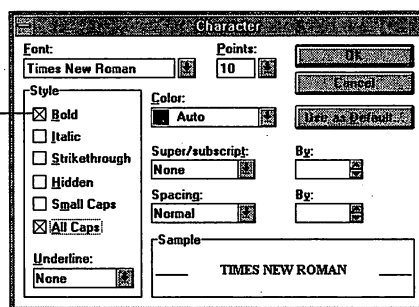 Character
Font:
Points:
Times New Roman
10
OK
Cancel
Use as Default...
Style
Bold
Italic
Strikethrough
Hidden
Small Caps
All Caps
Underline:
None
Color:
Auto
Super/subscript:
By:
None
Spacing:
By:
Normal
Sample
TIMES NEW ROMAN